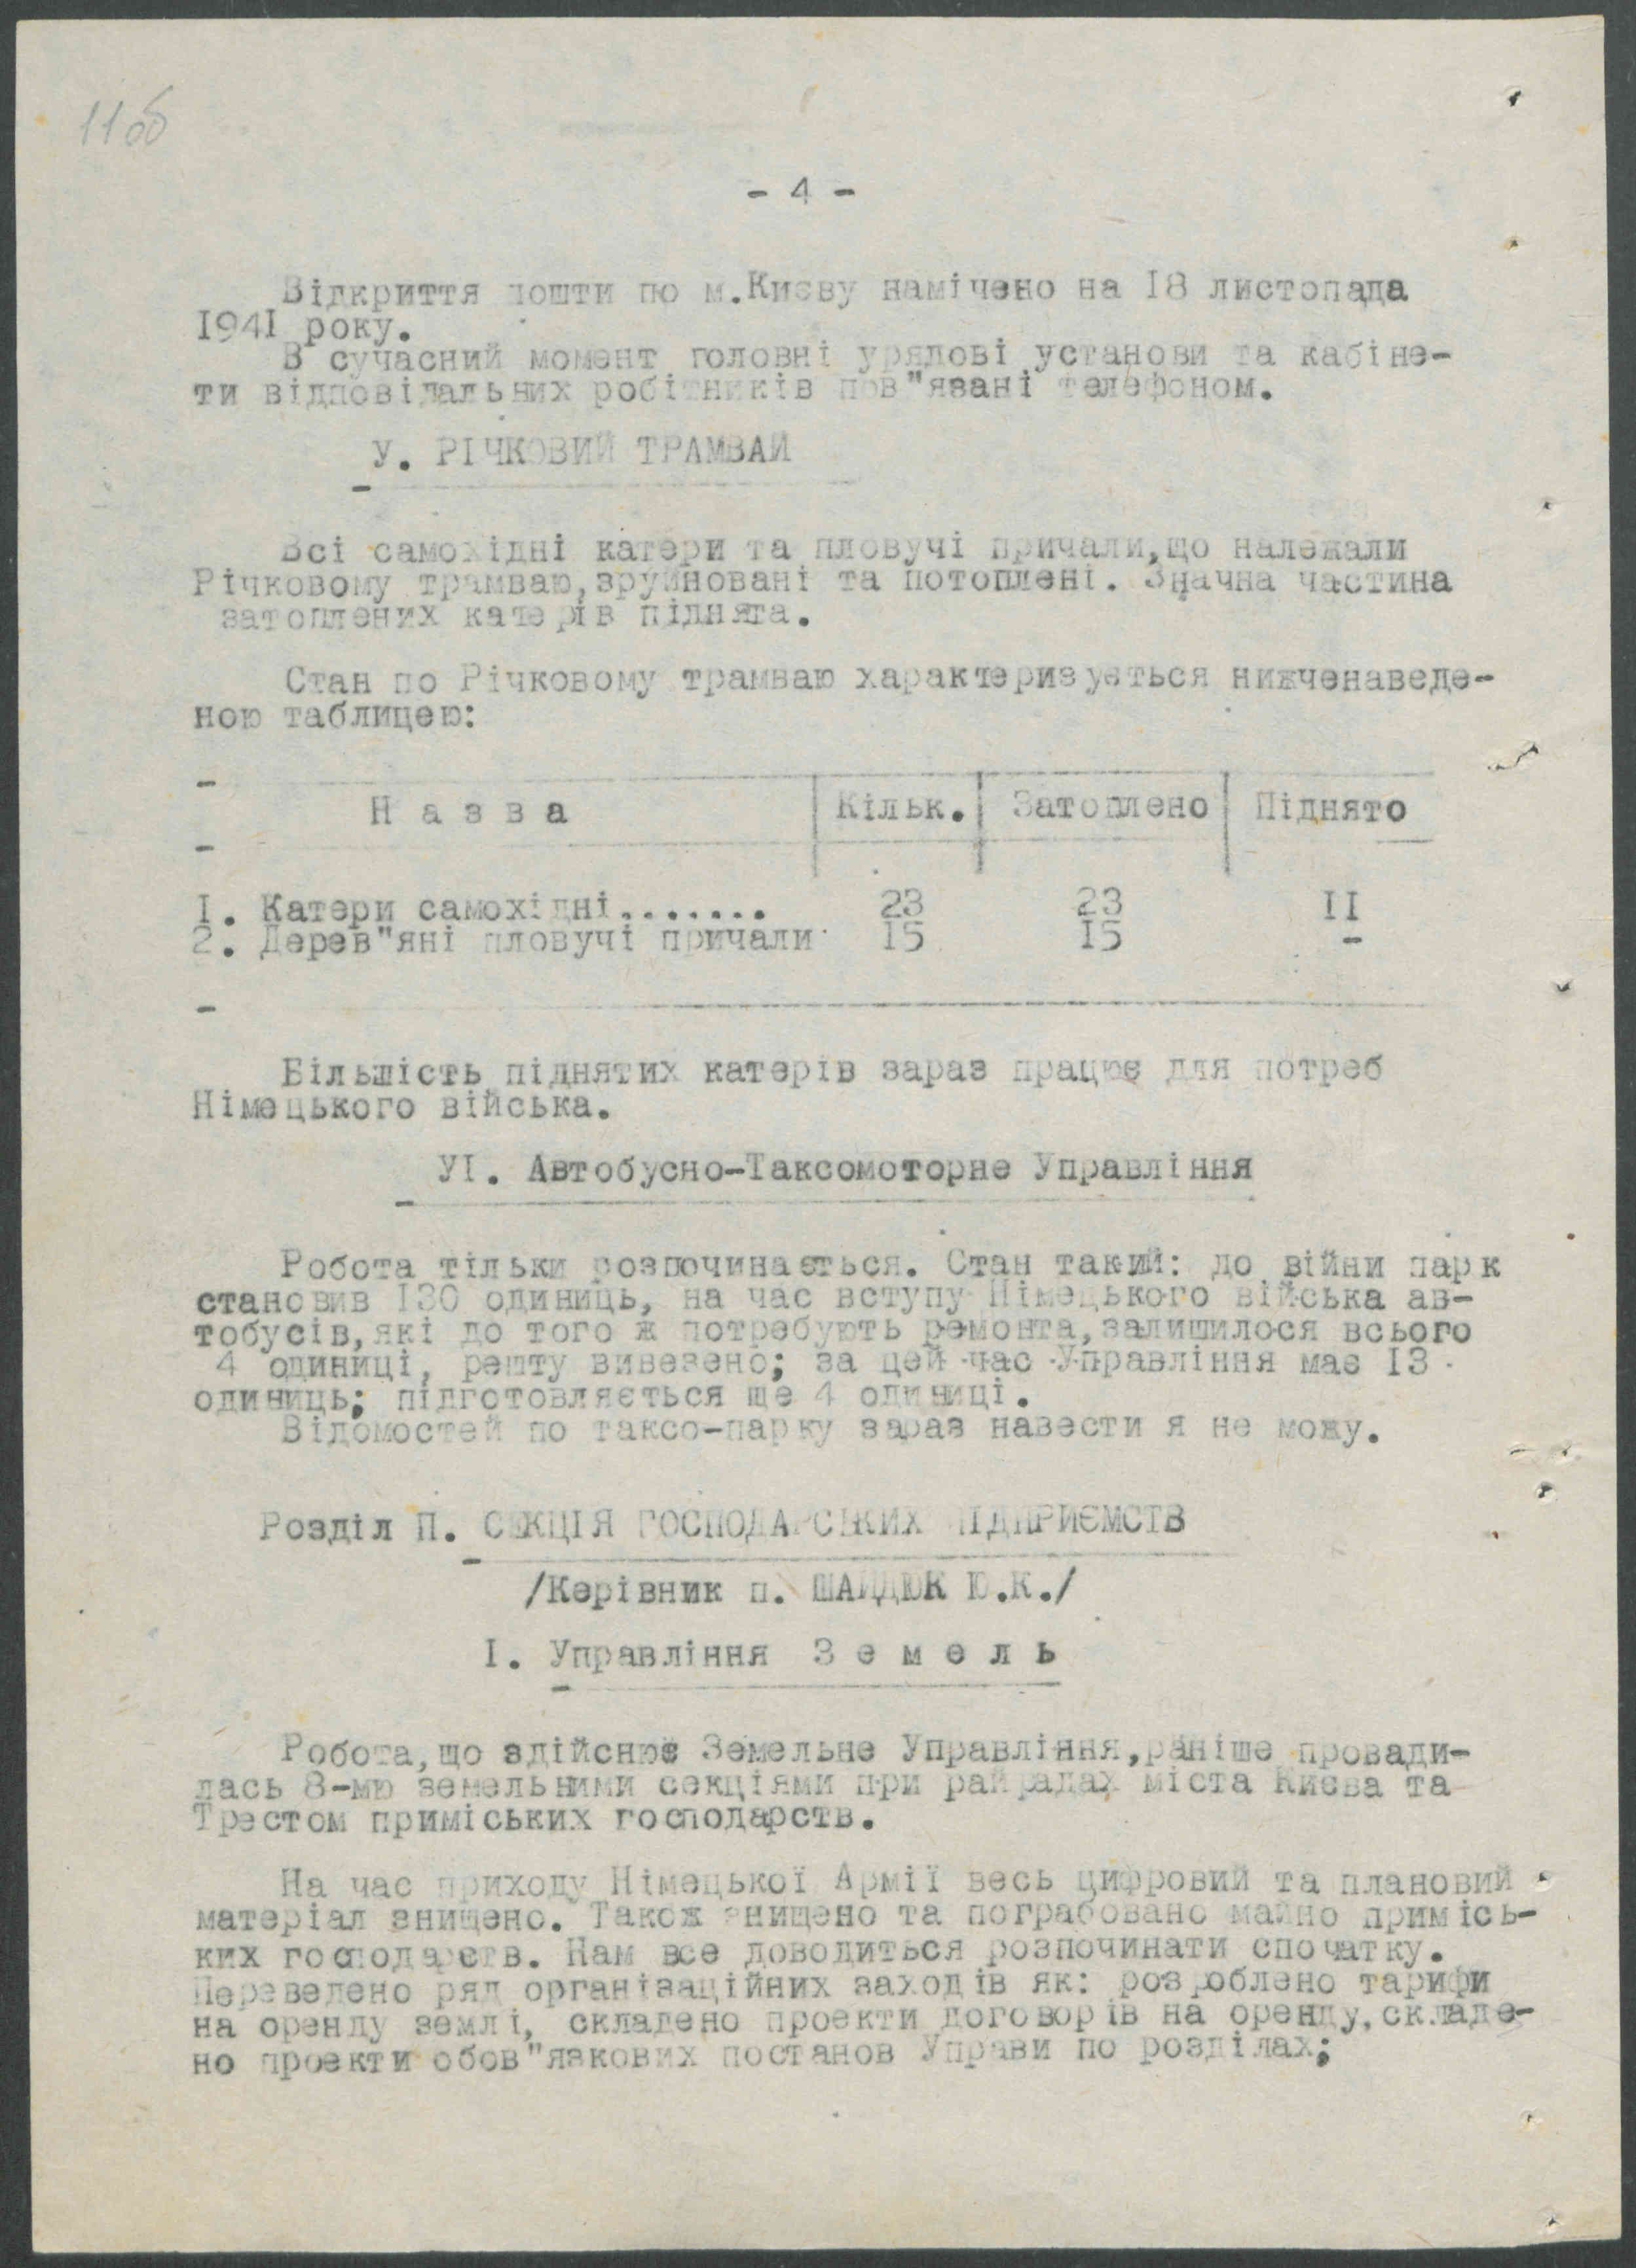 11об
- 4 -
Відкриття пошти по м.Києву намічено на I8 листопада
I94I року.
В сучасний момент головні урядові установи та кабіне-
ти відповідальних робітників пов"язані телефоном.
У. РІЧКОВИЙ ТРАМВАЙ
Всі самохідні катери та пловучі причали,що належали
Річковому трамваю,зруйновані та потоплені. Значна частина
затоплених катерів піднята.
Стан по Річковому трамваю характеризується нижченаведе-
ною таблицею:
Н а з в а | Кільк. | Затоплено | Піднято
I. Катери самохідні....... 23 23 II
2. Дерев"яні пловучі причали I5 I5 -
Більшість піднятих катерів зараз працює для потреб
Німецького війська.
УІ. Автобусно-Таксомоторне Управління
Робота тільки розпочинається. Стан такий: до війни парк
становив I30 одиниць, на час вступу Німецького війська ав-
тобусів,які до того ж потребують ремонта,залишилося всього
4 одиниці, решту вивезено; за цей час Управління має I3
одиниць; підготовляється ще 4 одиниці.
Відомостей по таксо-парку зараз навести я не можу.
Розділ П. СЕКЦІЯ ГОСПОДАРСЬКИХ ПІДПРИЄМСТВ
/Керівник п. ШАЙДЮК Ю.К./
I. Управління З е м е л ь
Робота,що здійснює Земельне Управління,раніше провади-
лась 8-мю земельними секціями при райрадах міста Києва та
Трестом приміських господарств.
На час приходу Німецької Армії весь цифровий та плановий
матеріал знищено. Також знищено та пограбовано майно примісь-
ких господарств. Нам все доводиться розпочинати спочатку.
Переведено ряд організаційних заходів як: розроблено тарифи
на оренду землі, складено проекти договорів на оренду,складе-
но проекти обов"язкових постанов Управи по розділах;